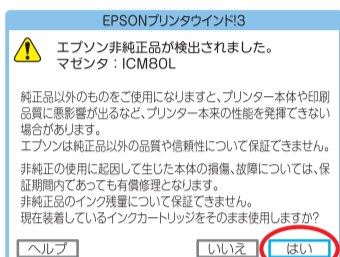 EPSONプリンタウインド!3
エプソン非純正品が検出されました。
マゼンタ：ICM80L
純正品以外のものをご使用になりますと、プリンター本体や印刷
品質に悪影響が出るなど、プリンター本来の性能を発揮できない
場合があります。
エプソンは純正品以外の品質や信頼性について保証できません。
非純正の使用に起因して生じた本体の損傷、故障については、保
証期間内であっても有償修理となります。
非純正品のインク残量について保証できません。
現在装着しているインクカートリッジをそのまま使用しますか?
ヘルプ
いいえ
はい